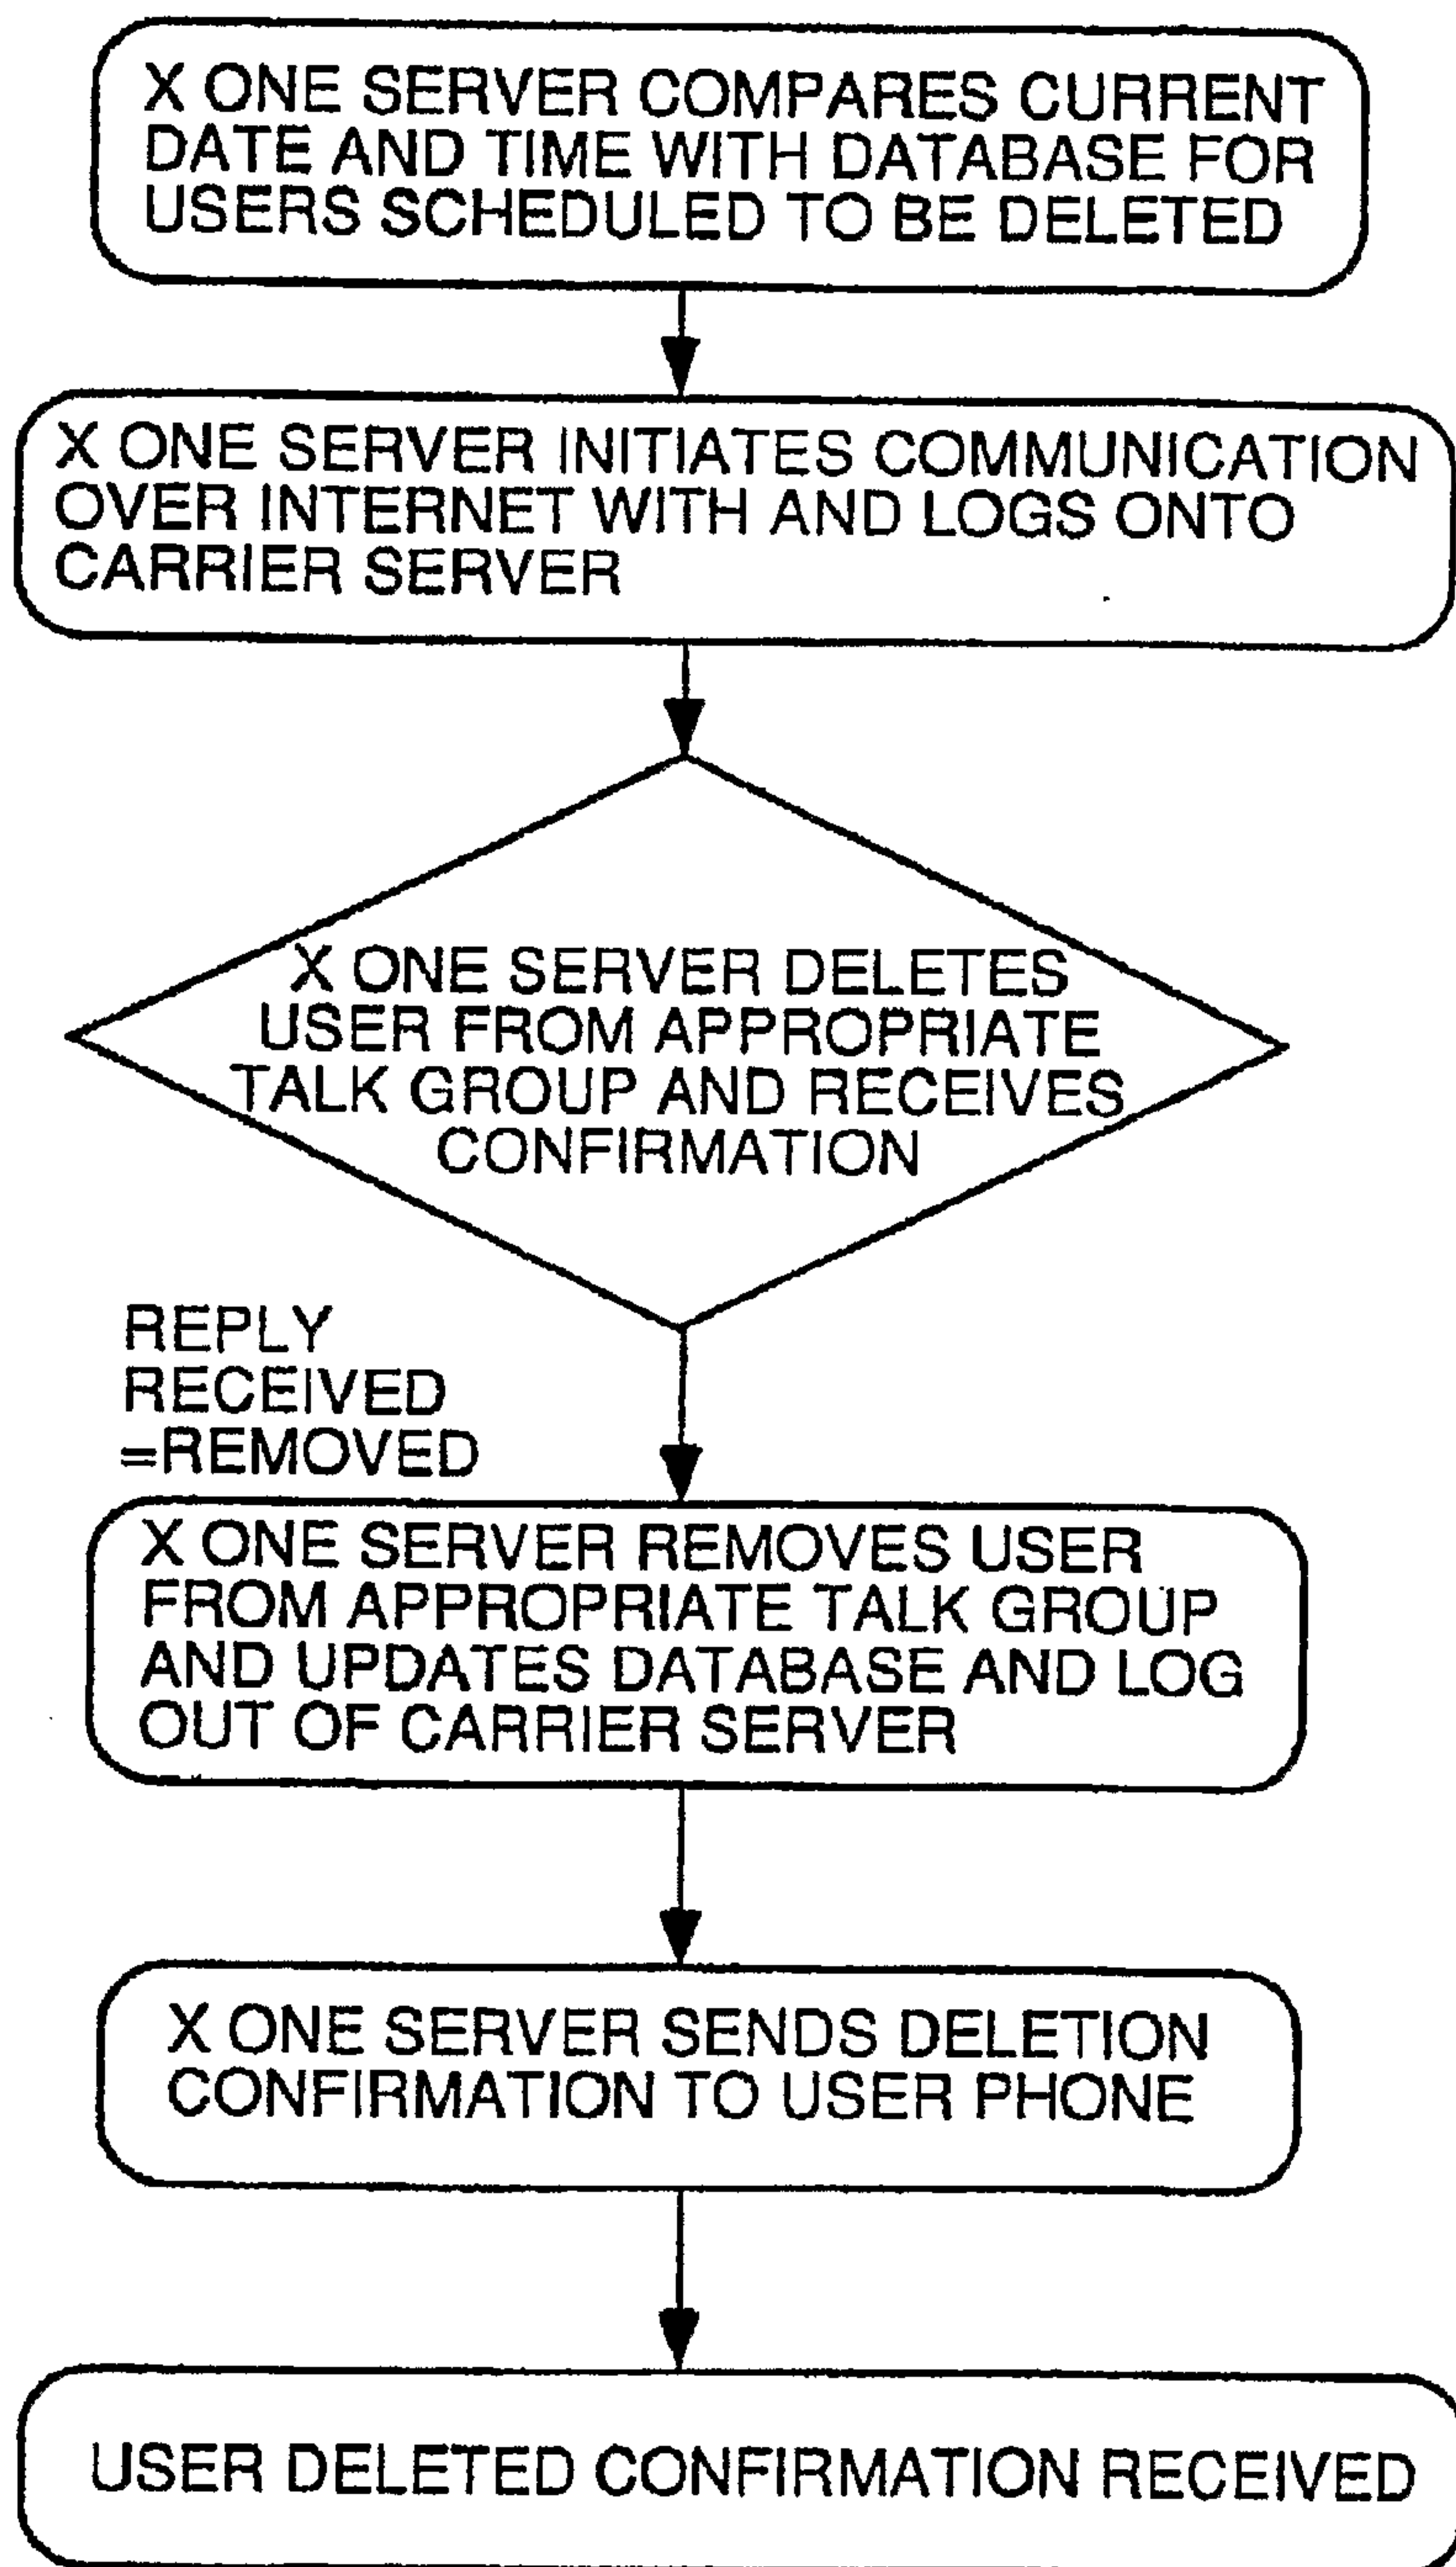 X ONE SERVER COMPARES CURRENT
DATE AND TIME WITH DATABASE FOR
USERS SCHEDULED TO BE DELETED
X ONE SERVER INITIATES COMMUNICATION
OVER INTERNET WITH AND LOGS ONTO
CARRIER SERVER
X ONE SERVER DELETES
USER FROM APPROPRIATE
TALK GROUP AND RECEIVES
CONFIRMATION
REPLY
RECEIVED
=REMOVED
X ONE SERVER REMOVES USER
FROM APPROPRIATE TALK GROUP
AND UPDATES DATABASE AND LOG
OUT OF CARRIER SERVER
X ONE SERVER SENDS DELETION
CONFIRMATION TO USER PHONE
USER DELETED CONFIRMATION RECEIVED